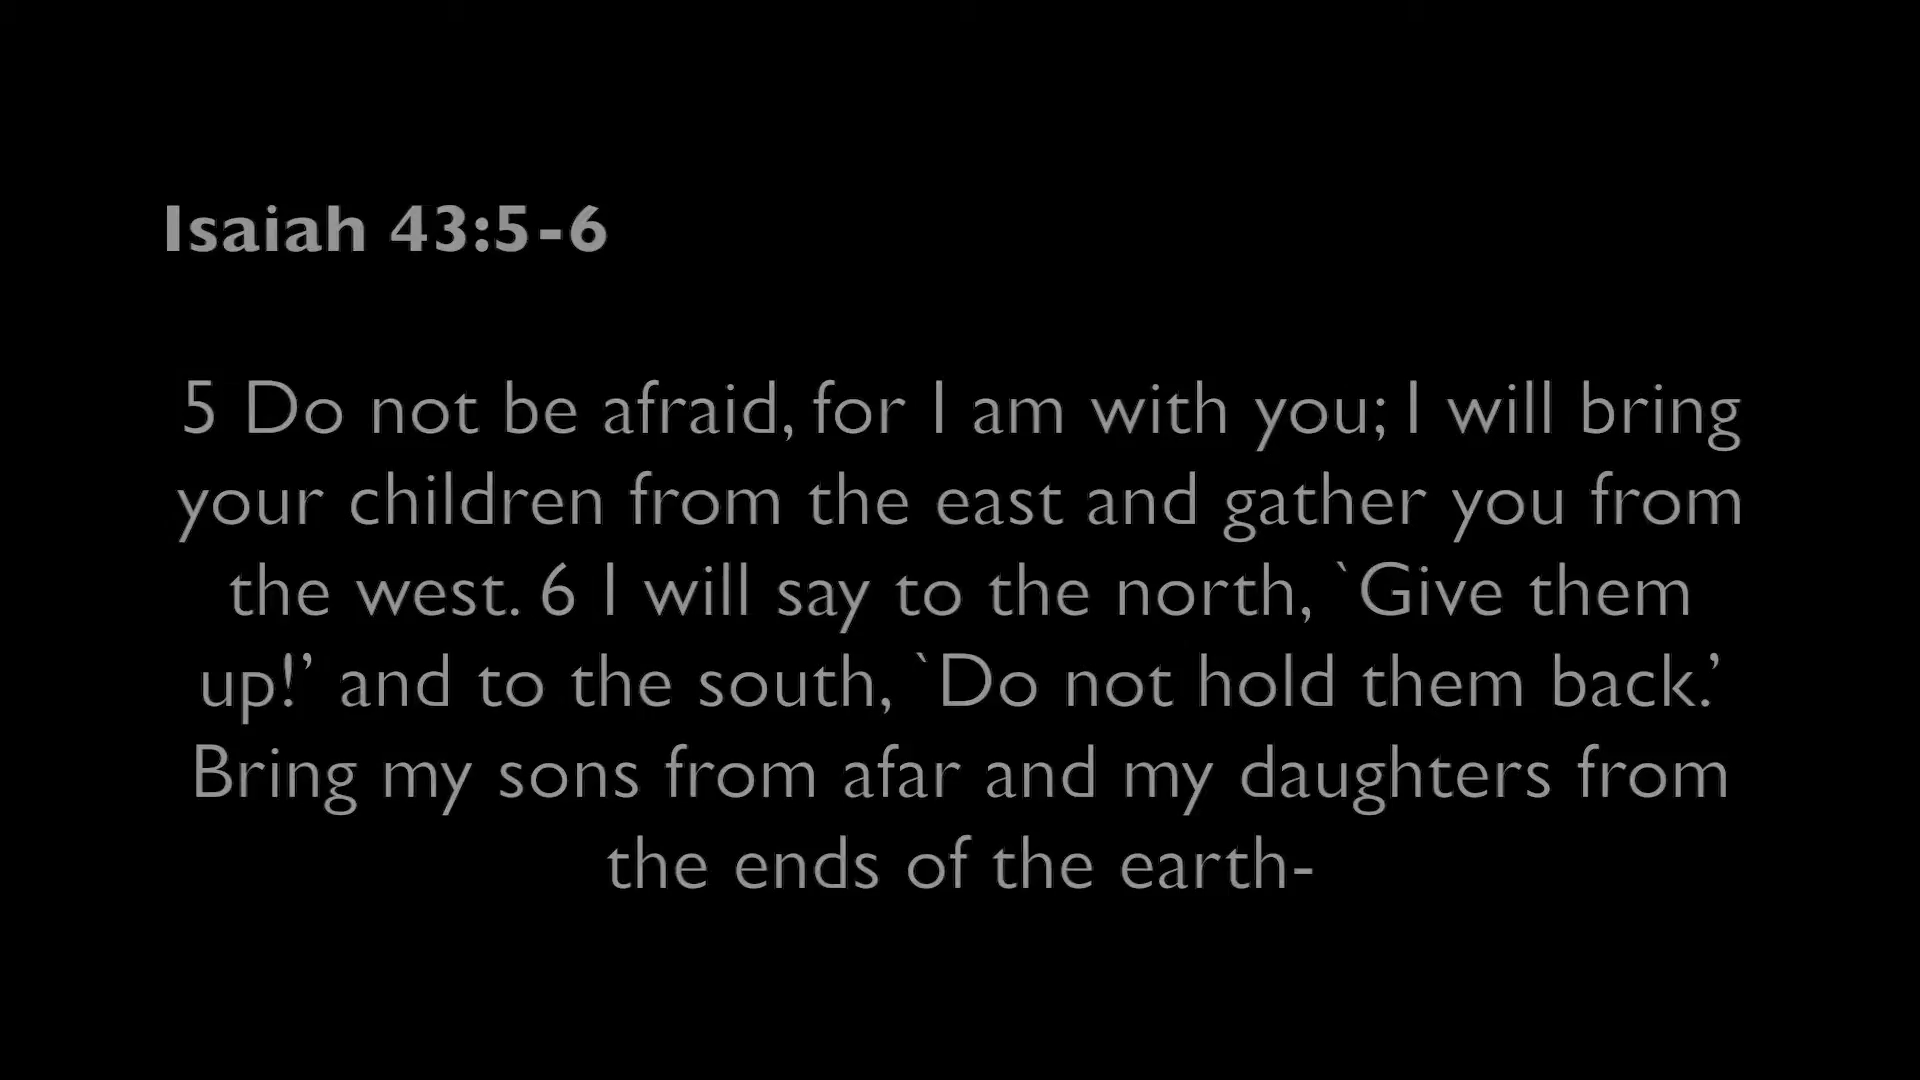 Isaiah 43:5-6
5 Do not be afraid, for I am with you; I will bring
your children from the east and gather you from
the west. 6 I will say to the north, `Give them
up!’ and to the south, `Do not hold them back.’
Bring my sons from afar and my daughters from
the ends of the earth-